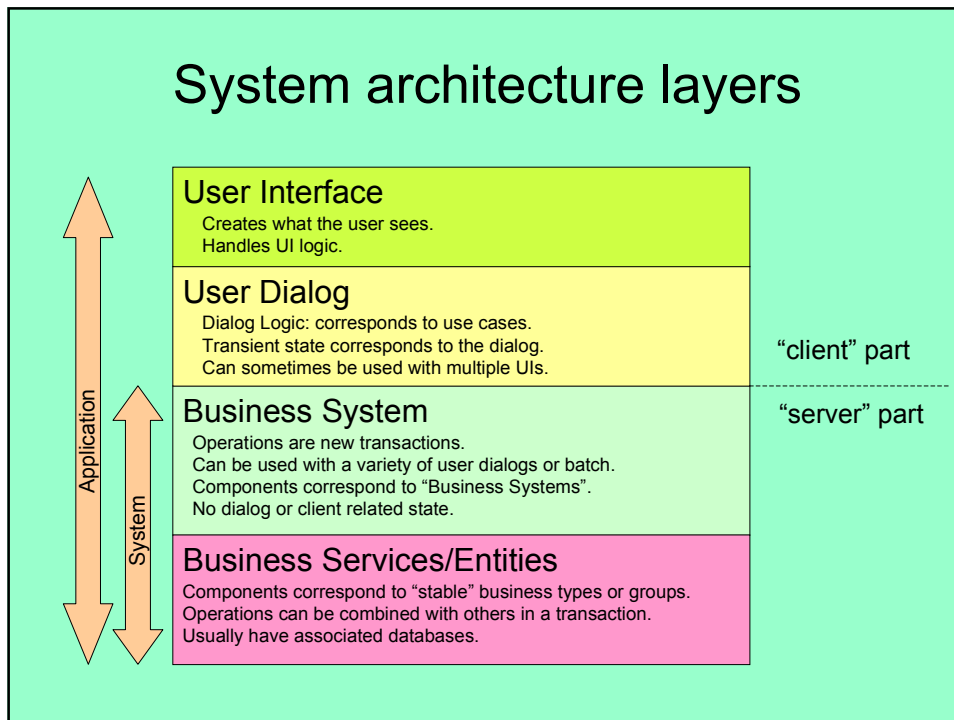 System architecture layers
User Interface
Creates what the user sees.
Handles UI logic.
User Dialog
Dialog Logic: corresponds to use cases.
Transient state corresponds to the dialog.
Can sometimes be used with multiple UIs.
“client” part
“server” part
Business System
Operations are new transactions.
Can be used with a variety of user dialogs or batch.
Components correspond to “Business Systems”.
No dialog or client related state.
Business Services/Entities
Components correspond to “stable” business types or groups.
Operations can be combined with others in a transaction.
Usually have associated databases.
Application
System